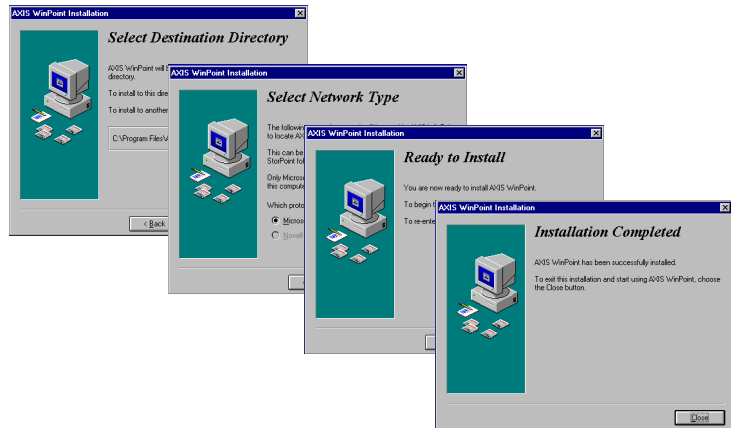 AXIS WinPoint Installation
Select Destination Directory
AXIS WinPoint will
directory.
To install to this dire
To install to another
C:\Program Files\
< Back
AXIS WinPoint Installation
Select Network Type
The following
to locate AX
This can be
StorPoint fol
Only Microso
this compute
Which proto
Micros
Novell
AXIS WinPoint Installation
Ready to Install
You are now ready to install AXIS WinPoint.
To begin
To re-ente
AXIS WinPoint Installation
Installation Completed
AXIS WinPoint has been successfully installed.
To exit this installation and start using AXIS WinPoint, choose
the Close button.
Close